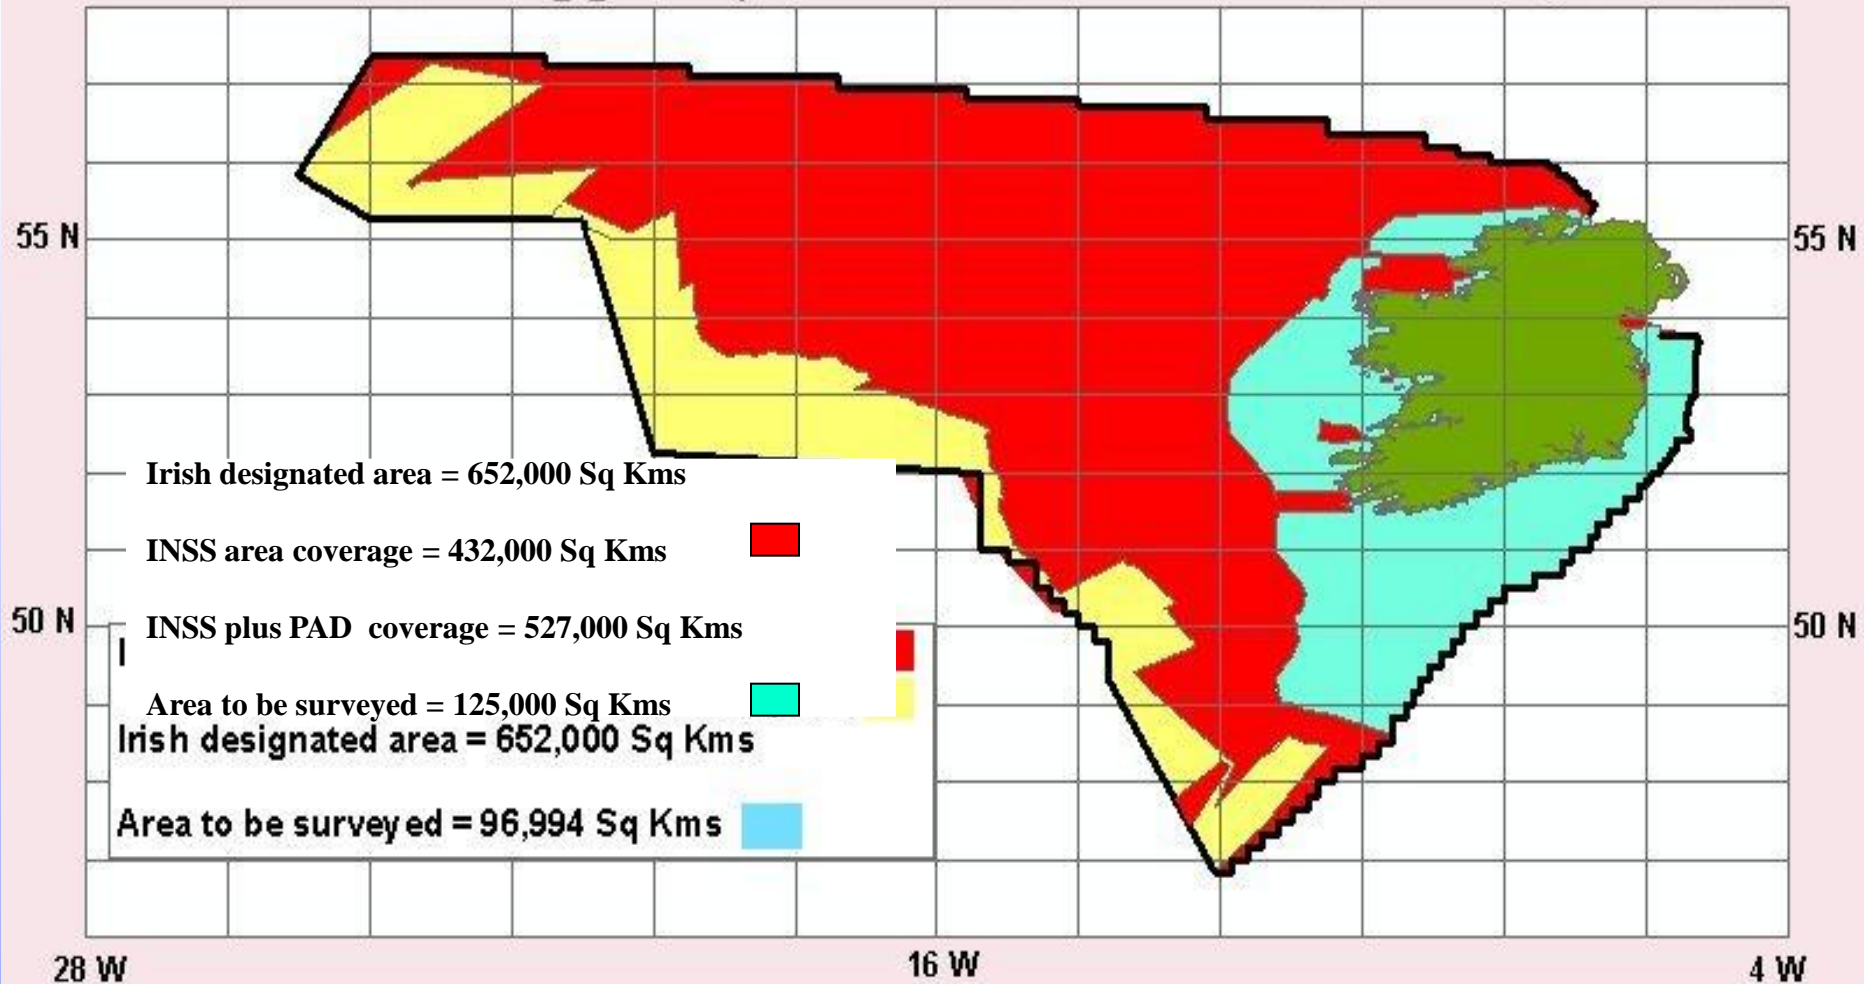 55 N
55 N
Irish designated area = 652,000 Sq Kms
INSS area coverage = 432,000 Sq Kms
INSS plus PAD coverage = 527,000 Sq Kms
50 N
50 N
Area to be surveyed = 125,000 Sq Kms
Irish designated area = 652,000 Sq Kms
Area to be surveyed = 96,994 Sq Kms
28 W
16 W
4 W